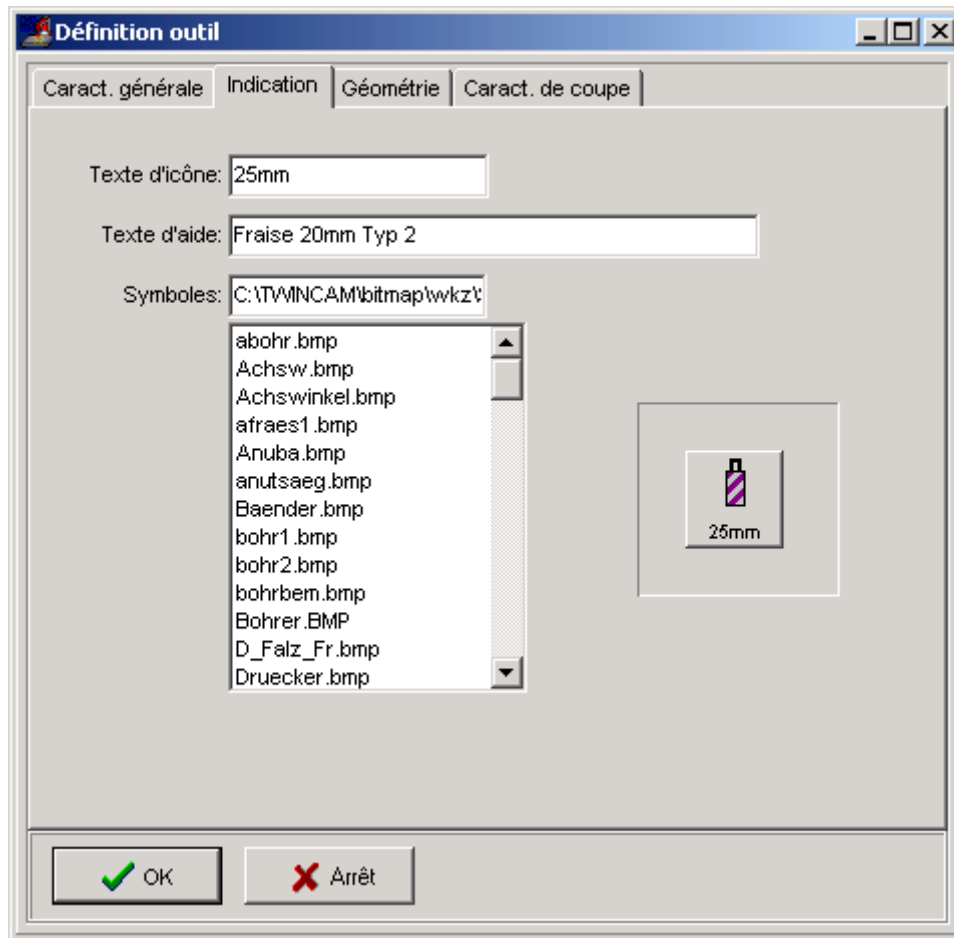 Définition outil
Caract. générale Indication Géométrie Caract. de coupe
Texte d'icône: 25mm
Texte d'aide: Fraise 20mm Typ 2
Symboles: C:\TWINCAM\bitmap\wkz\
abohr.bmp
Achsw.bmp
Achswinkel.bmp
afraes1.bmp
Anuba.bmp
anutsaeg.bmp
Baender.bmp
bohr1.bmp
bohr2.bmp
bohrbem.bmp
Bohrer.BMP
D_Falz_Fr.bmp
Druecker.bmp
25mm
OK Arrêt